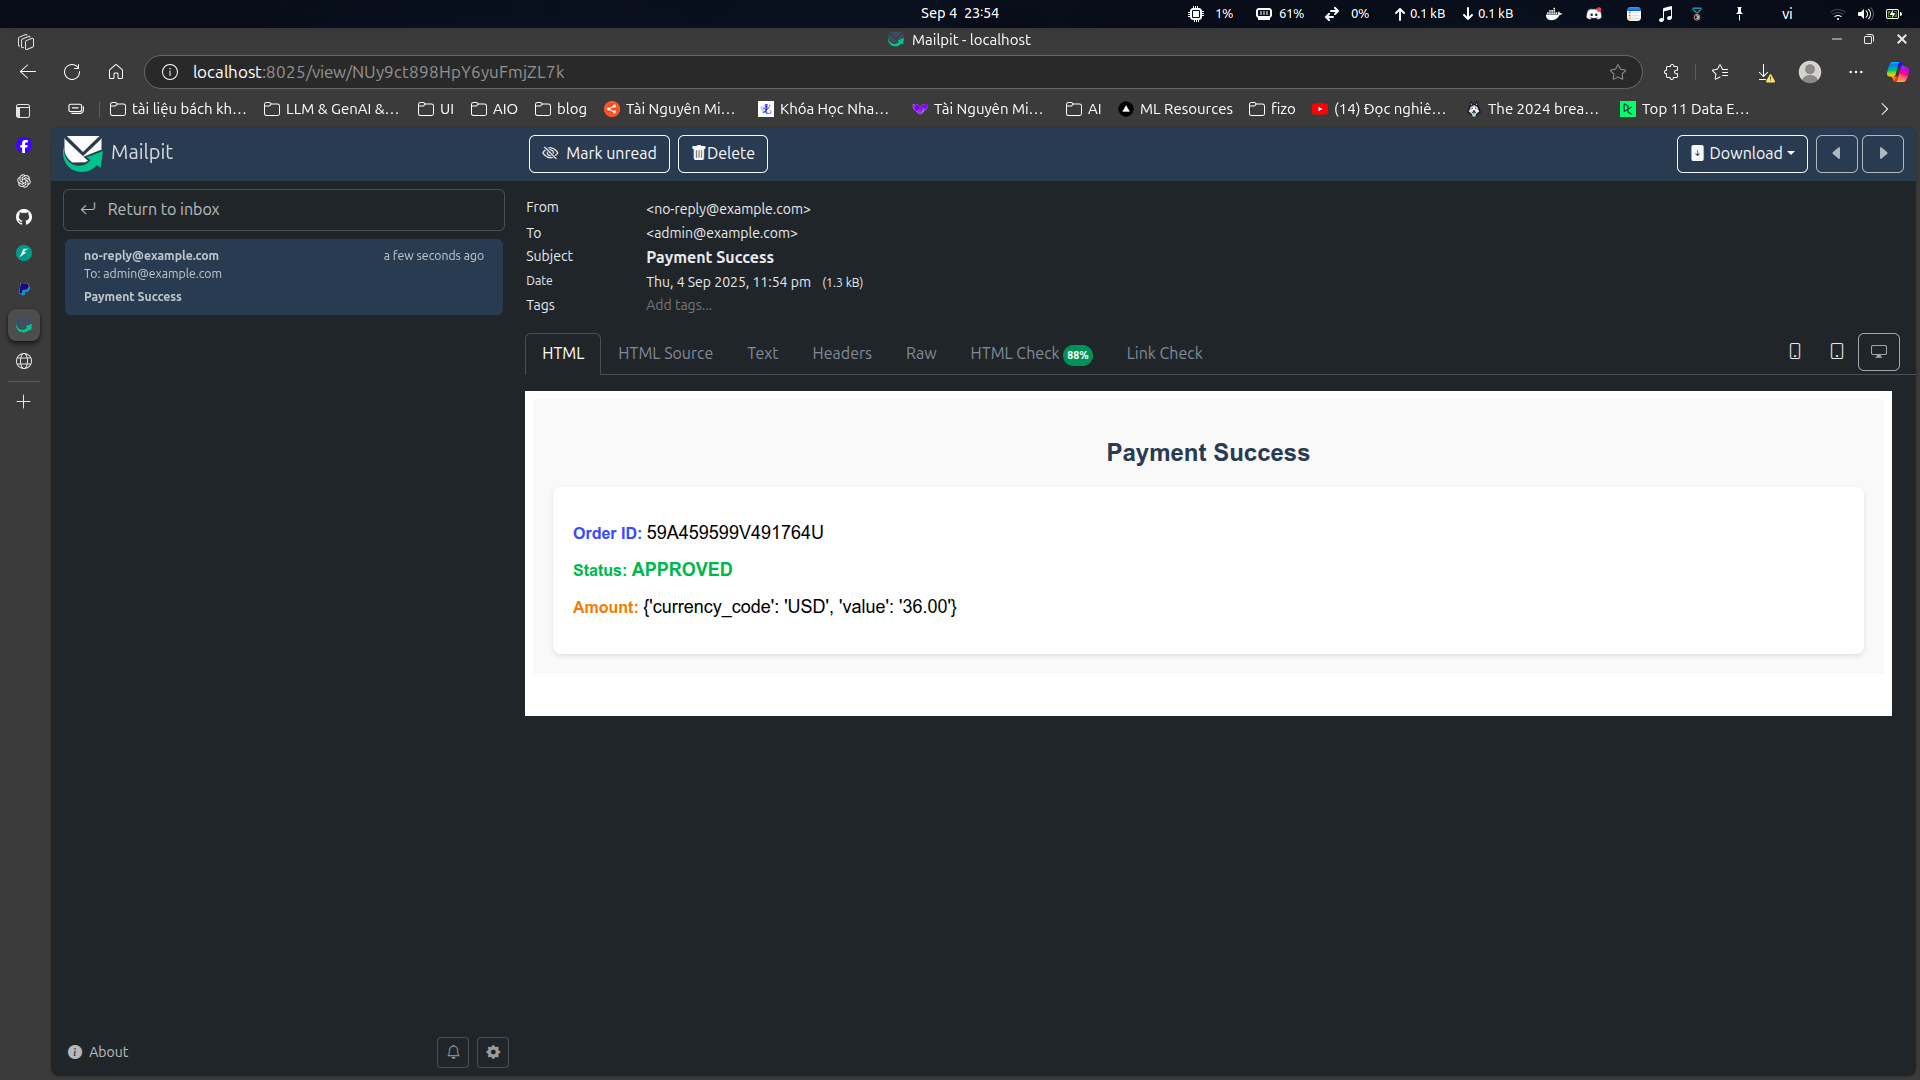 Sep 4 23:54
1% 61% 0% 0.1 kB 0.1 kB vi
Mailpit - localhost
localhost:8025/view/NUy9ct898HpY6yuFmjZL7k
tài liệu bách kh... LLM & GenAI &... UI AIO blog Tài Nguyên Mi... Khóa Học Nha... Tài Nguyên Mi... AI ML Resources fizo (14) Đọc nghiê... The 2024 brea... Top 11 Data E...
Mailpit
Mark unread Delete Download
Return to inbox
no-reply@example.com a few seconds ago
To: admin@example.com
Payment Success
From <no-reply@example.com>
To <admin@example.com>
Subject Payment Success
Date Thu, 4 Sep 2025, 11:54 pm (1.3 kB)
Tags Add tags...
HTML HTML Source Text Headers Raw HTML Check 88% Link Check
Payment Success
Order ID: 59A459599V491764U
Status: APPROVED
Amount: {'currency_code': 'USD', 'value': '36.00'}
About